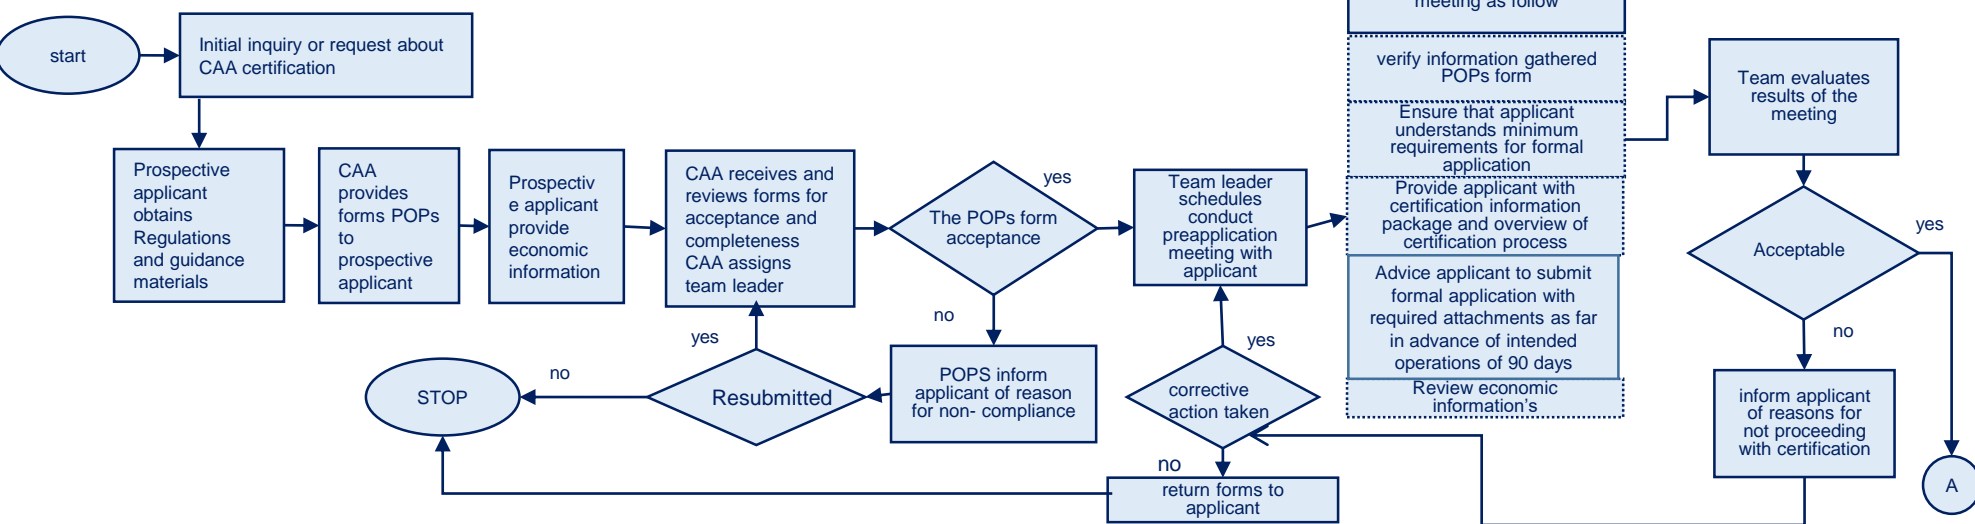 start
Initial inquiry or request about
CAA certification
Prospective
applicant
obtains
Regulations
and guidance
materials
CAA
provides
forms POPs
to
prospective
applicant
Prospectiv
e applicant
provide
economic
information
CAA receives and
reviews forms for
acceptance and
completeness
CAA assigns
team leader
The POPs form
acceptance
yes
no
POPS inform
applicant of reason
for non- compliance
Resubmitted
yes
no
STOP
Team leader
schedules
conduct
preapplication
meeting with
applicant
corrective
action taken
yes
no
return forms to
applicant
meeting as follow
verify information gathered
POPs form
Ensure that applicant
understands minimum
requirements for formal
application
Provide applicant with
certification information
package and overview of
certification process
Advice applicant to submit
formal application with
required attachments as far
in advance of intended
operations of 90 days
Review economic
information's
Team evaluates
results of the
meeting
Acceptable
yes
no
inform applicant
of reasons for
not proceeding
with certification
A